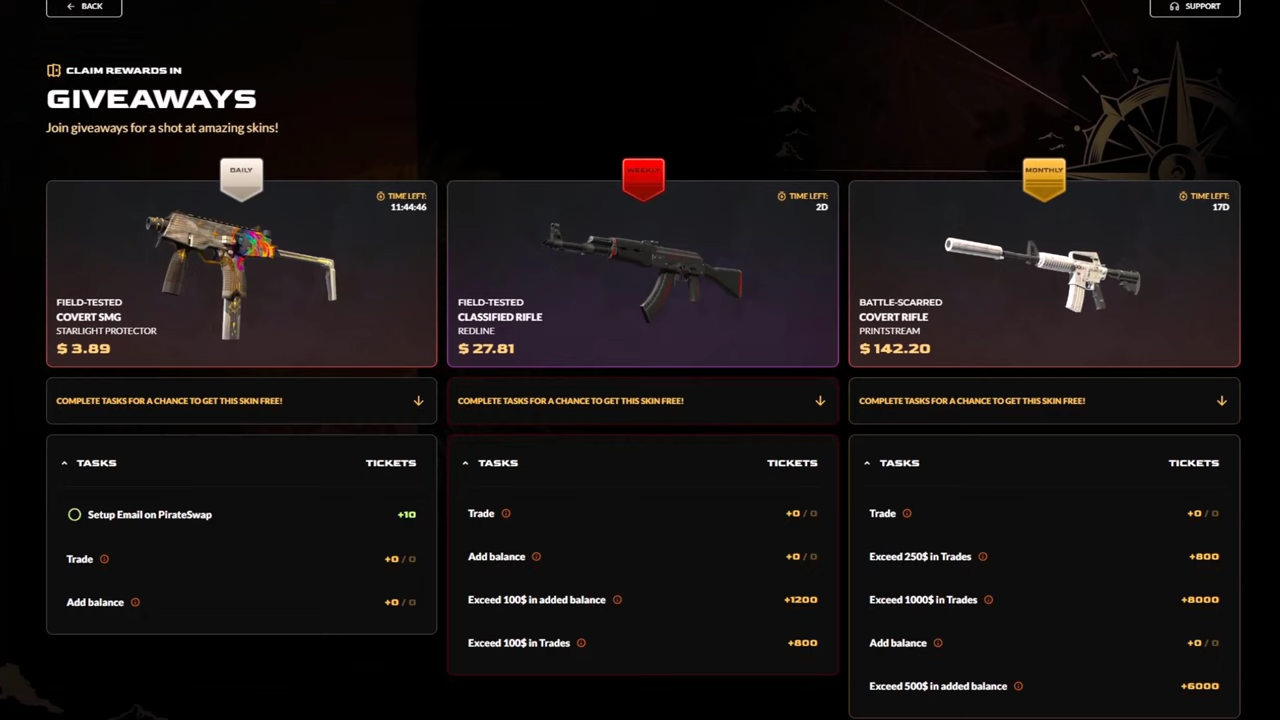 BACK
SUPPORT
CLAIM REWARDS IN
GIVEAWAYS
Join giveaways for a shot at amazing skins!
DAILY
TIME LEFT:
11:44:46
FIELD-TESTED
COVERT SMG
STARLIGHT PROTECTOR
$ 3.89
WEEKLY
TIME LEFT:
2D
FIELD-TESTED
CLASSIFIED RIFLE
REDLINE
$ 27.81
MONTHLY
TIME LEFT:
17D
BATTLE-SCARRED
COVERT RIFLE
PRINTSTREAM
$ 142.20
COMPLETE TASKS FOR A CHANCE TO GET THIS SKIN FREE!
COMPLETE TASKS FOR A CHANCE TO GET THIS SKIN FREE!
COMPLETE TASKS FOR A CHANCE TO GET THIS SKIN FREE!
TASKS TICKETS
Setup Email on PirateSwap +10
Trade +0 / 0
Add balance +0 / 0
TASKS TICKETS
Trade +0 / 0
Add balance +0 / 0
Exceed 100$ in added balance +1200
Exceed 100$ in Trades +800
TASKS TICKETS
Trade +0 / 0
Exceed 250$ in Trades +800
Exceed 1000$ in Trades +8000
Add balance +0 / 0
Exceed 500$ in added balance +6000